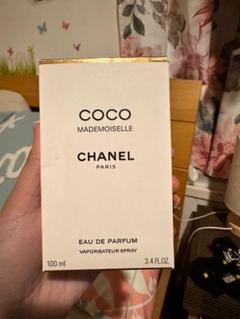 COCO
MADEMOISELLE
CHANEL
PARIS
EAU DE PARFUM
VAPORISATEUR SPRAY
100 ml 3.4 FL.OZ.